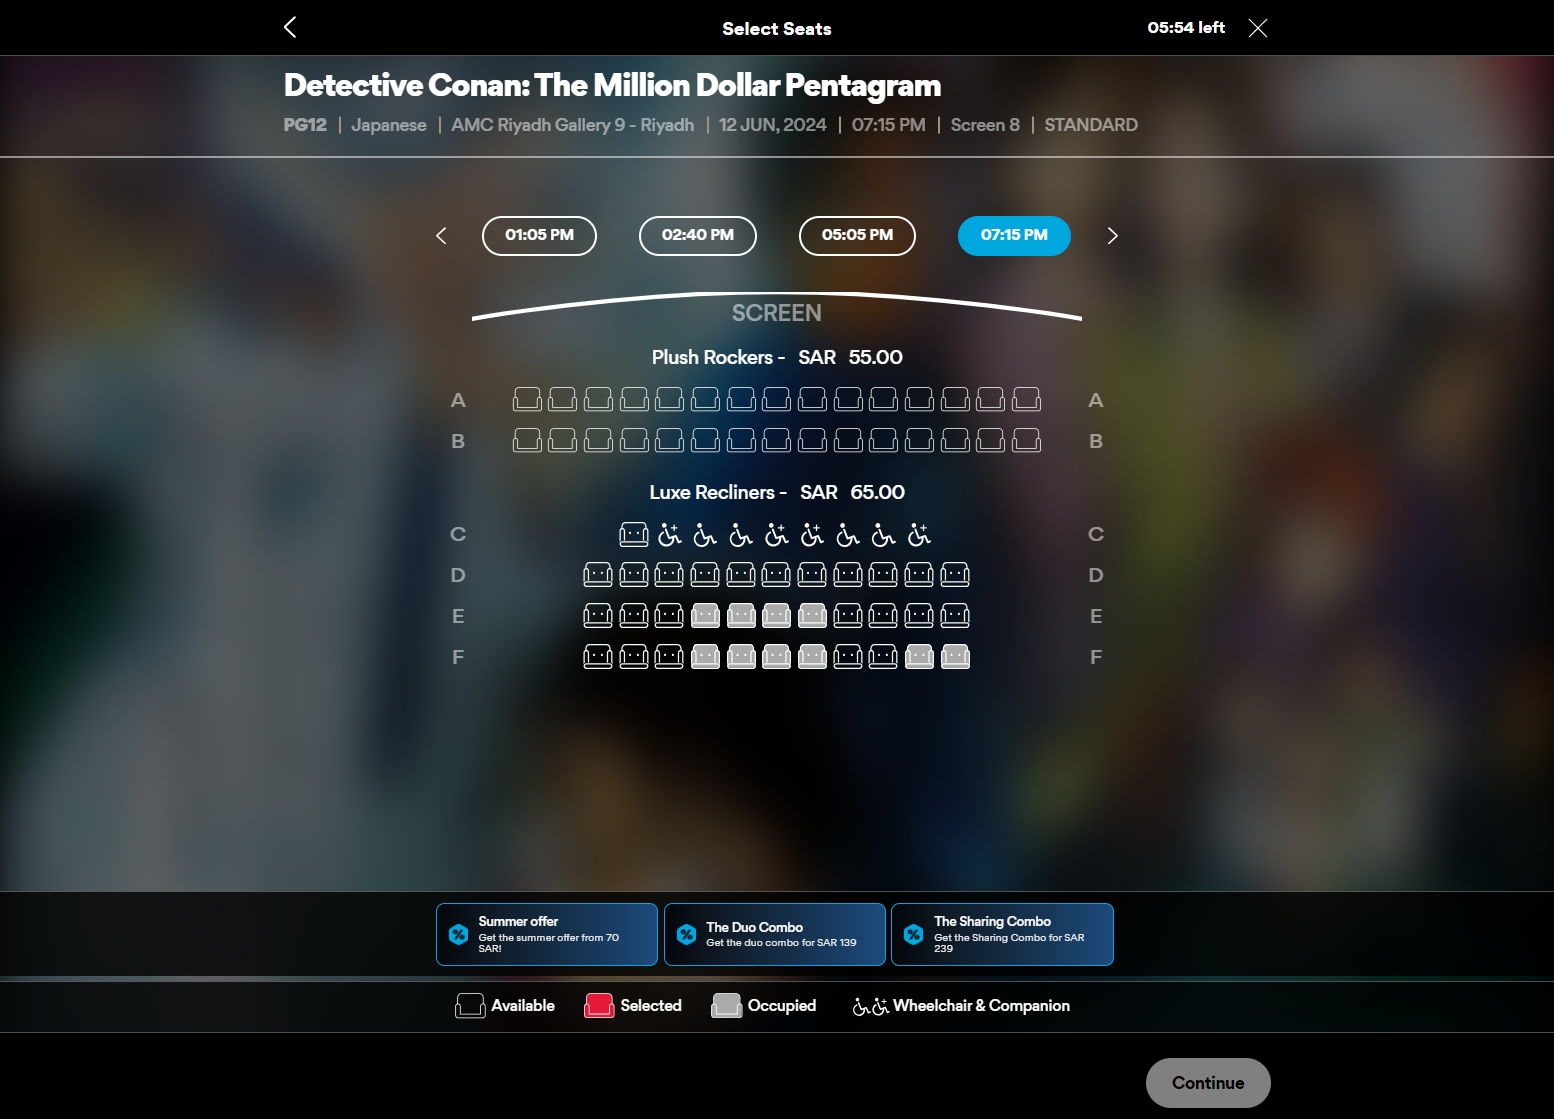 Select Seats
05:54 left
Detective Conan: The Million Dollar Pentagram
PG12 | Japanese | AMC Riyadh Gallery 9 - Riyadh | 12 JUN, 2024 | 07:15 PM | Screen 8 | STANDARD
01:05 PM
02:40 PM
05:05 PM
07:15 PM
SCREEN
Plush Rockers - SAR 55.00
A A
B B
Luxe Recliners - SAR 65.00
C C
D D
E E
F F
Summer offer
Get the summer offer from 70
SAR!
The Duo Combo
Get the duo combo for SAR 139
The Sharing Combo
Get the Sharing Combo for SAR
239
Available
Selected
Occupied
Wheelchair & Companion
Continue